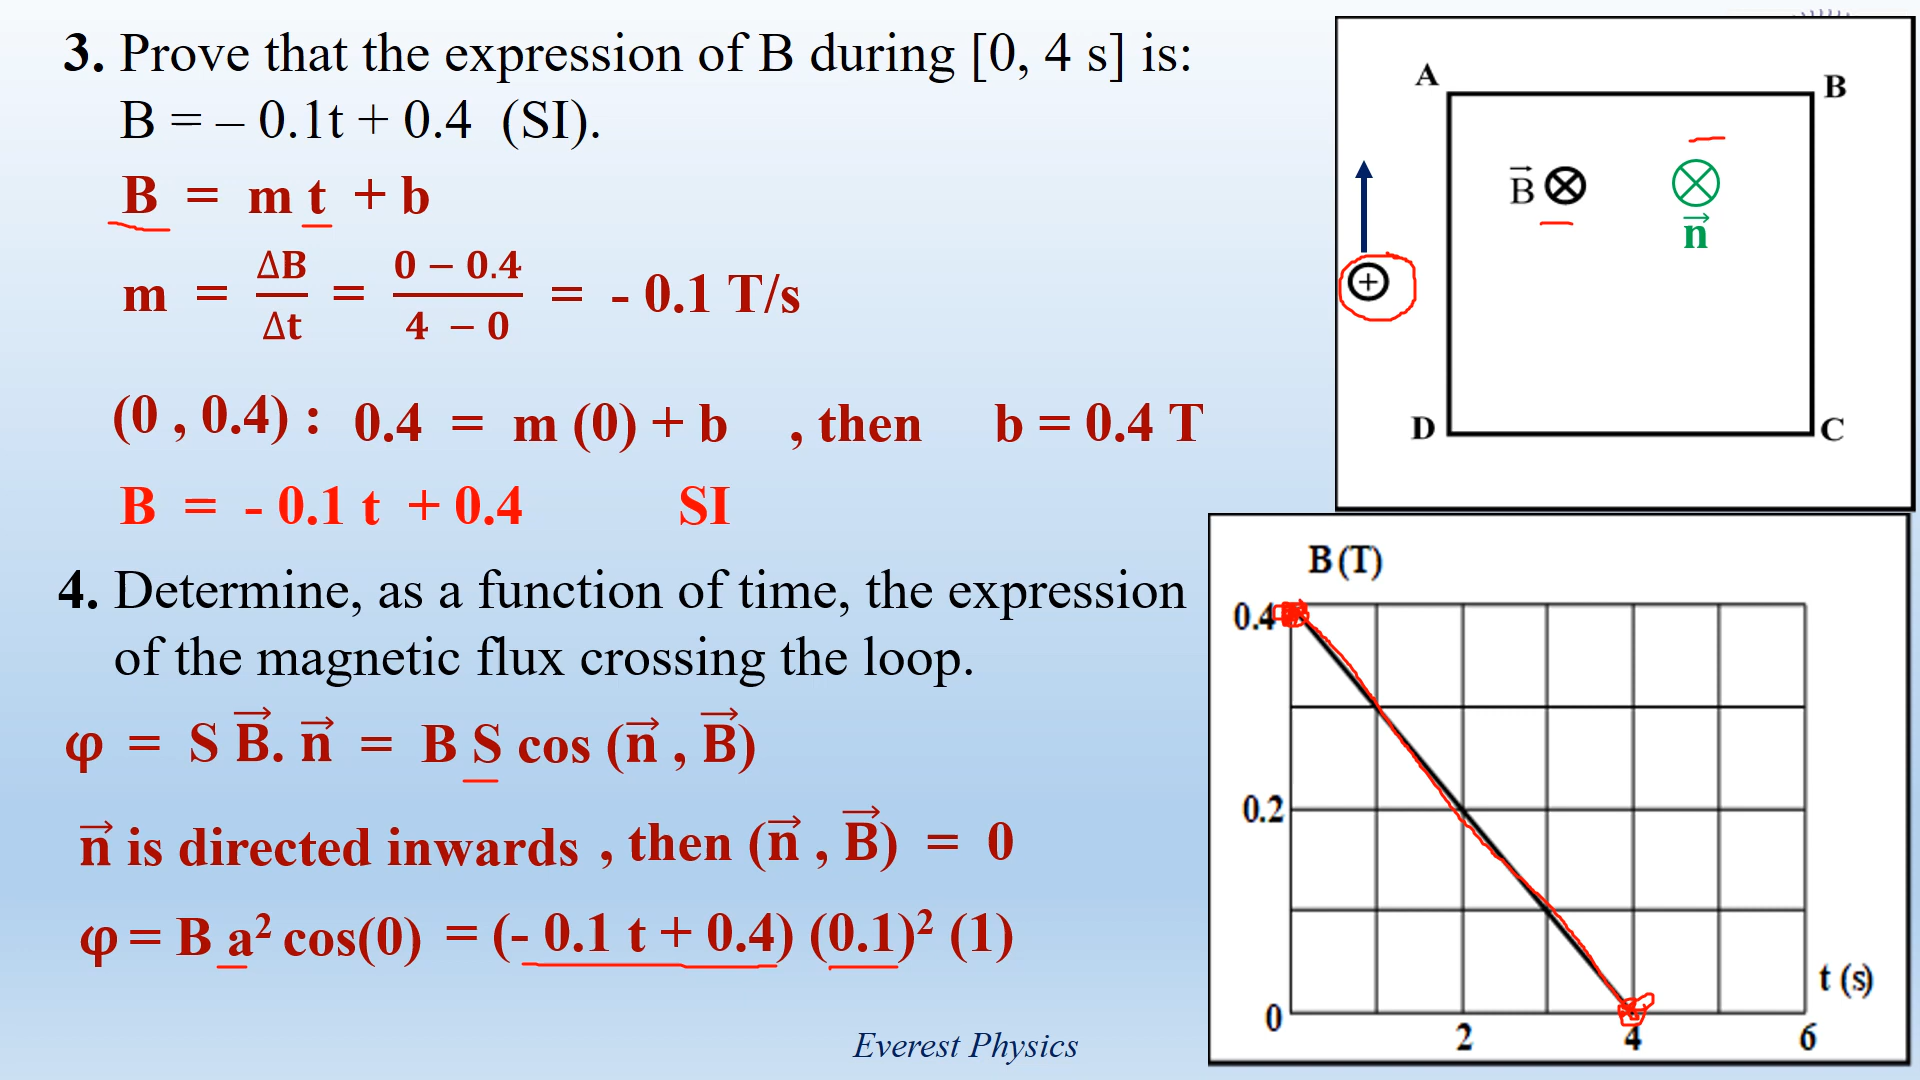 3. Prove that the expression of B during [0, 4 s] is:
B = – 0.1t + 0.4 (SI).
B = m t + b
m = ΔB/Δt = 0 − 0.4/4 − 0 = - 0.1 T/s
(0 , 0.4) : 0.4 = m (0) + b , then b = 0.4 T
B = - 0.1 t + 0.4 SI
4. Determine, as a function of time, the expression
of the magnetic flux crossing the loop.
φ = S B⃗. n⃗ = B S cos (n⃗ , B⃗)
n⃗ is directed inwards , then (n⃗ , B⃗) = 0
φ = B a² cos(0) = (- 0.1 t + 0.4) (0.1)² (1)
Everest Physics
A
B
B⃗ ⊗ ⊗
n⃗
⊕
D
C
B (T)
0.4
0.2
0
2 4 6
t (s)